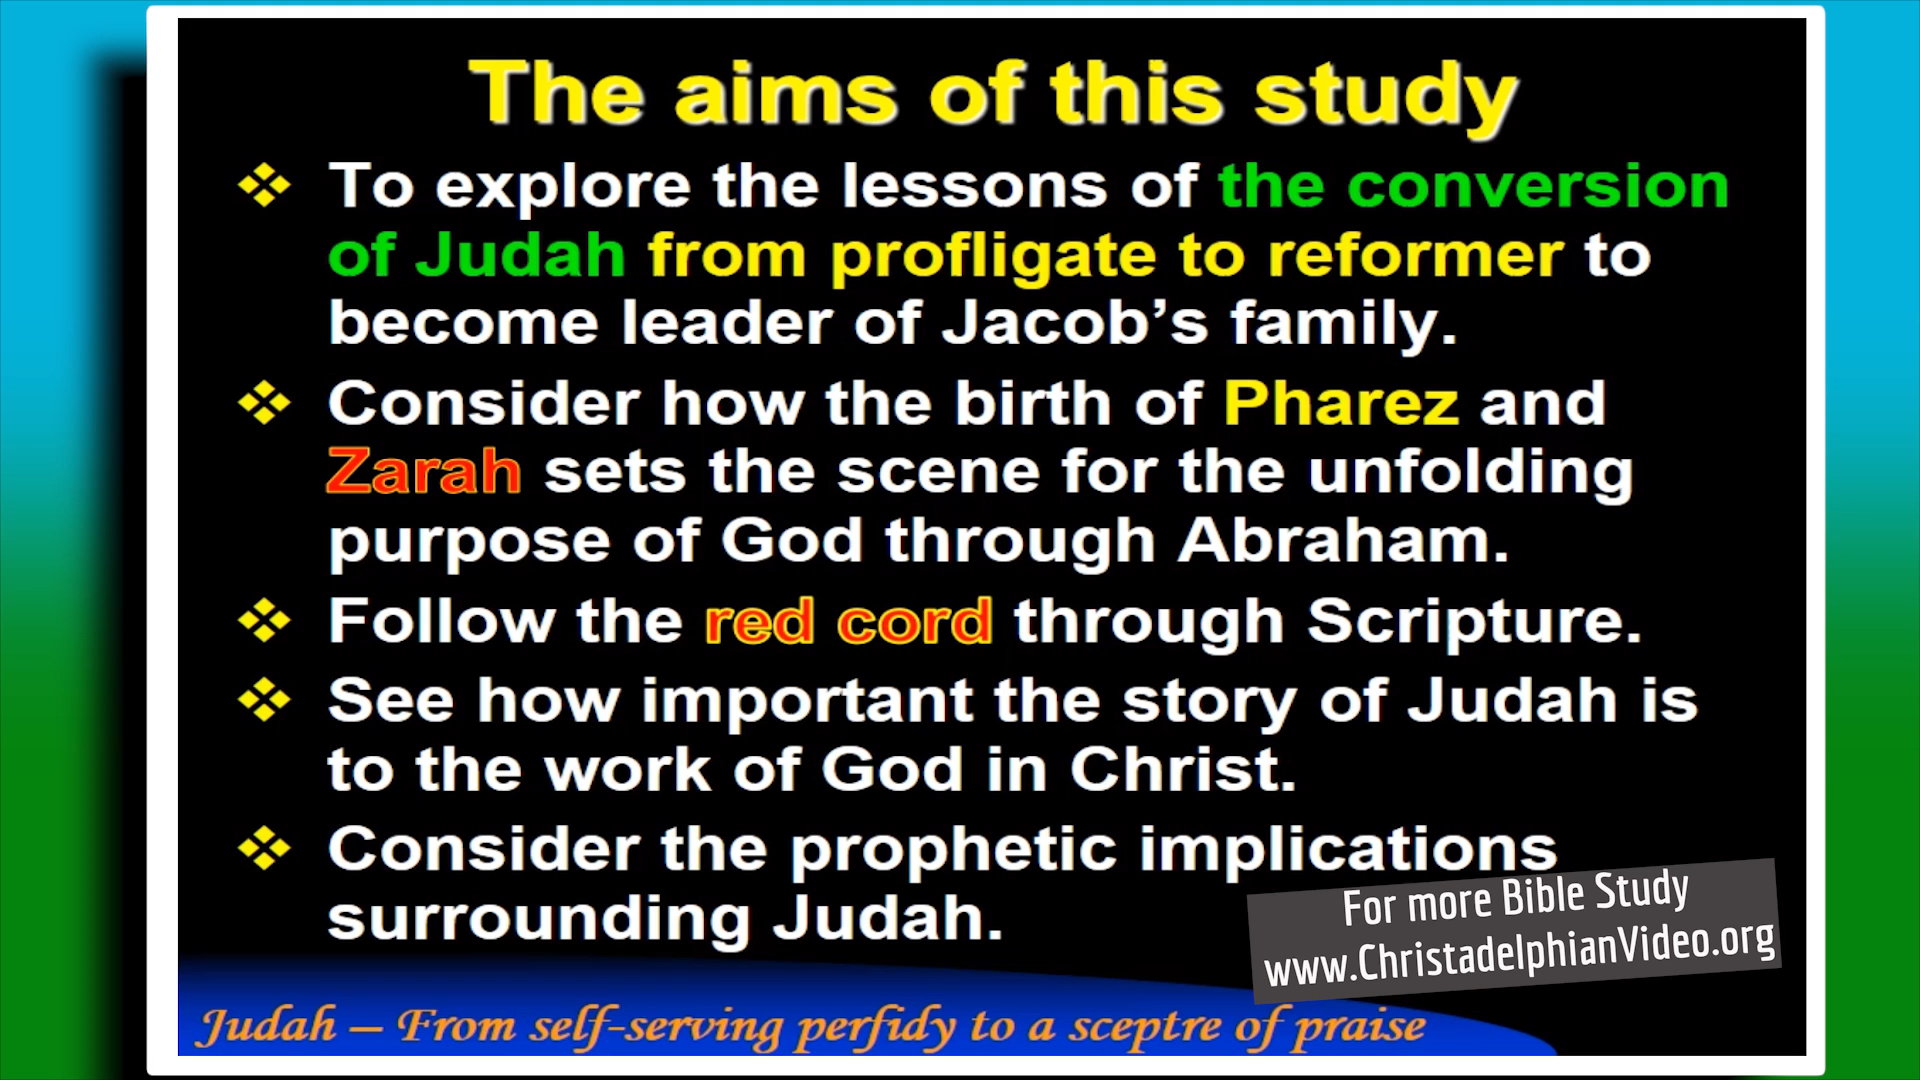 The aims of this study
To explore the lessons of the conversion
of Judah from profligate to reformer to
become leader of Jacob’s family.
Consider how the birth of Pharez and
Zarah sets the scene for the unfolding
purpose of God through Abraham.
Follow the red cord through Scripture.
See how important the story of Judah is
to the work of God in Christ.
Consider the prophetic implications
surrounding Judah.
For more Bible Study
www.ChristadelphianVideo.org
Judah – From self-serving perfidy to a sceptre of praise